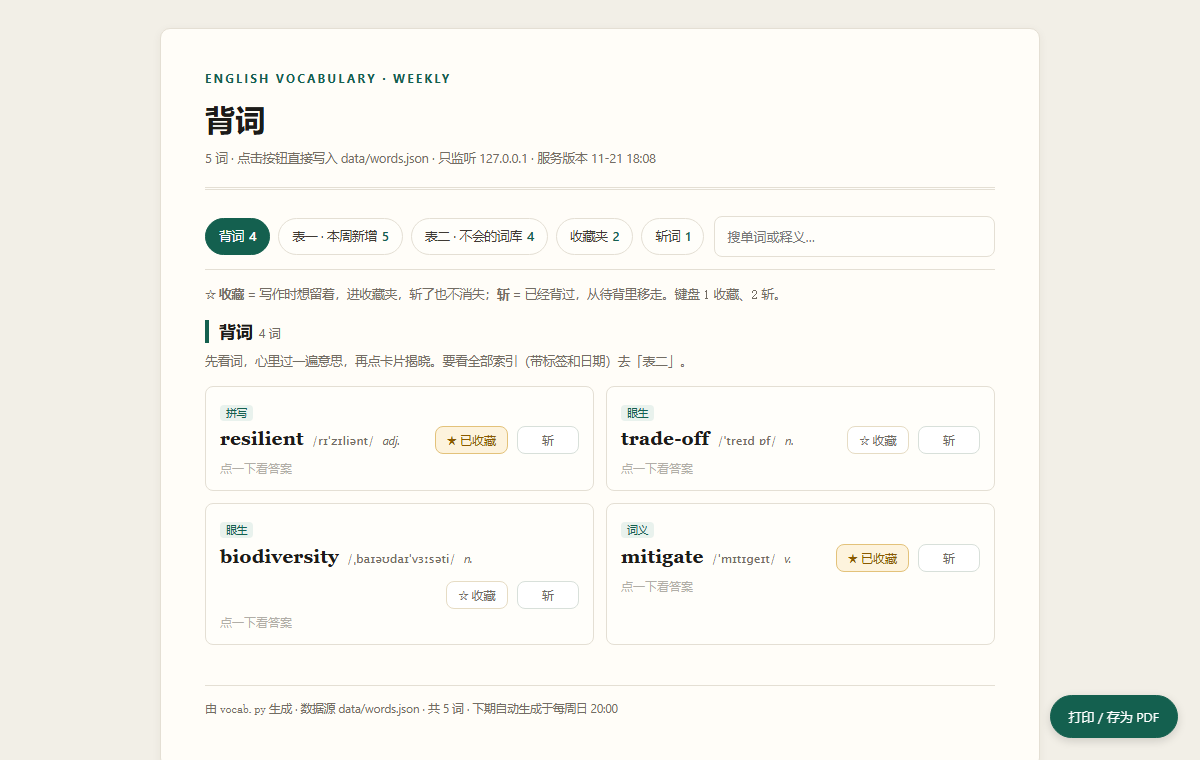 ENGLISH VOCABULARY · WEEKLY
背词
5 词 · 点击按钮直接写入 data/words.json · 只监听 127.0.0.1 · 服务版本 11-21 18:08
背词 4 表一 · 本周新增 5 表二 · 不会的词库 4 收藏夹 2 斩词 1 搜单词或释义...
☆ 收藏 = 写作时想留着，进收藏夹，斩了也不消失；斩 = 已经背过，从待背里移走。键盘 1 收藏、2 斩。
背词 4 词
先看词，心里过一遍意思，再点卡片揭晓。要看全部索引（带标签和日期）去「表二」。
拼写
resilient /rɪˈzɪliənt/ adj. ★ 已收藏 斩
点一下看答案
眼生
trade-off /ˈtreɪd ɒf/ n. ☆ 收藏 斩
点一下看答案
眼生
biodiversity /ˌbaɪəʊdaɪˈvɜːsəti/ n.
☆ 收藏 斩
点一下看答案
词义
mitigate /ˈmɪtɪɡeɪt/ v. ★ 已收藏 斩
点一下看答案
由 vocab.py 生成 · 数据源 data/words.json · 共 5 词 · 下期自动生成于每周日 20:00
打印 / 存为 PDF